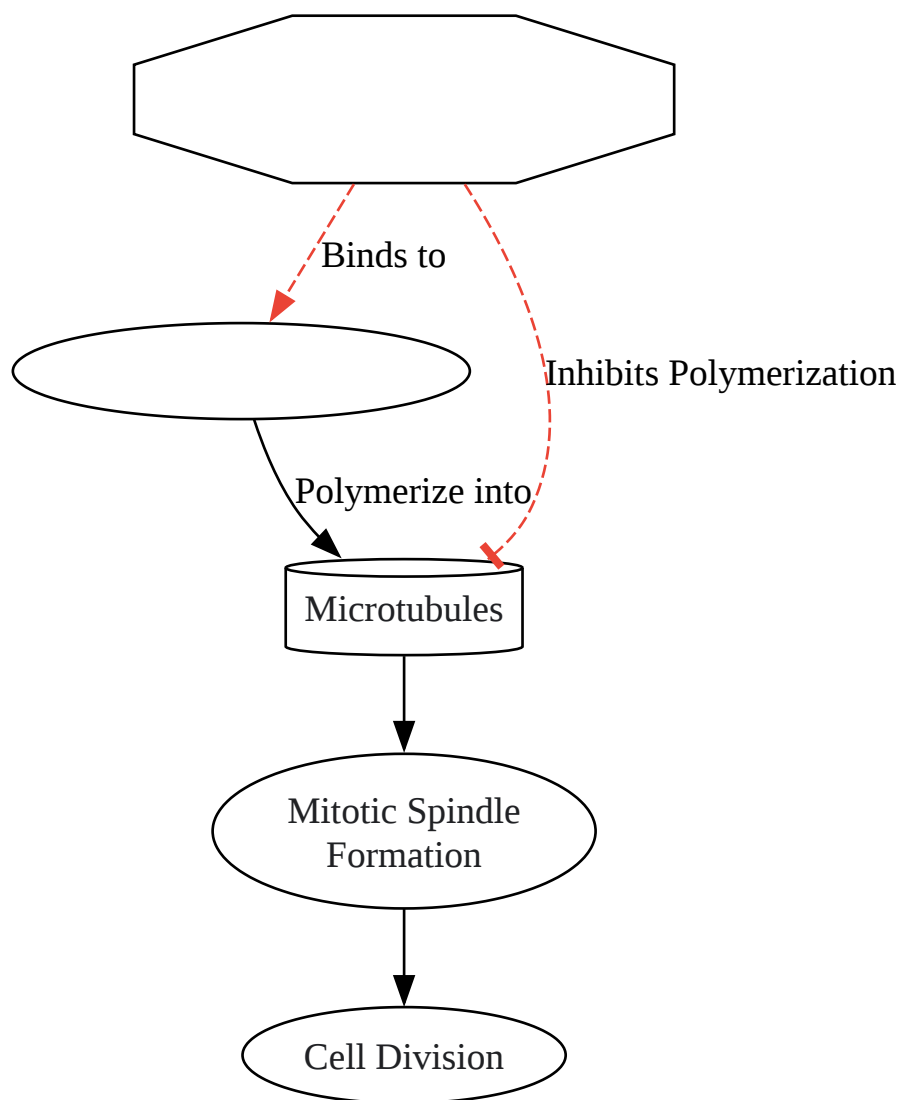 Binds to
Inhibits Polymerization
Polymerize into
Microtubules
Mitotic Spindle
Formation
Cell Division